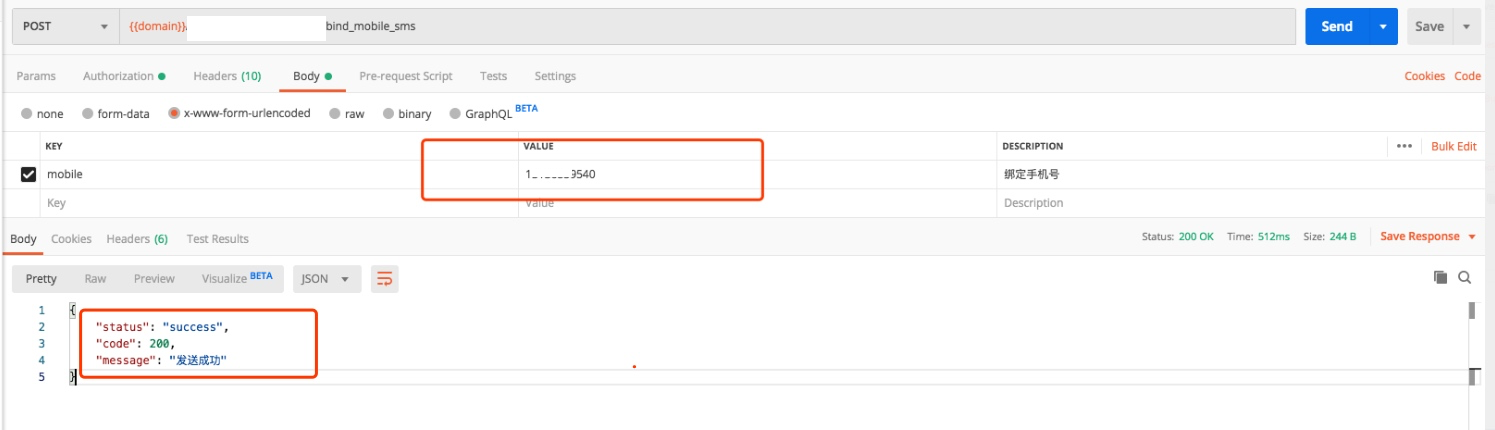 POST {{domain}} bind_mobile_sms Send Save
Params Authorization Headers (10) Body Pre-request Script Tests Settings Cookies Code
none form-data x-www-form-urlencoded raw binary GraphQL BETA
KEY VALUE DESCRIPTION ••• Bulk Edit
mobile 9540 绑定手机号
Key Value Description
Body Cookies Headers (6) Test Results Status: 200 OK Time: 512ms Size: 244 B Save Response
Pretty Raw Preview Visualize BETA JSON
1 {
2 "status": "success",
3 "code": 200,
4 "message": "发送成功"
5 }